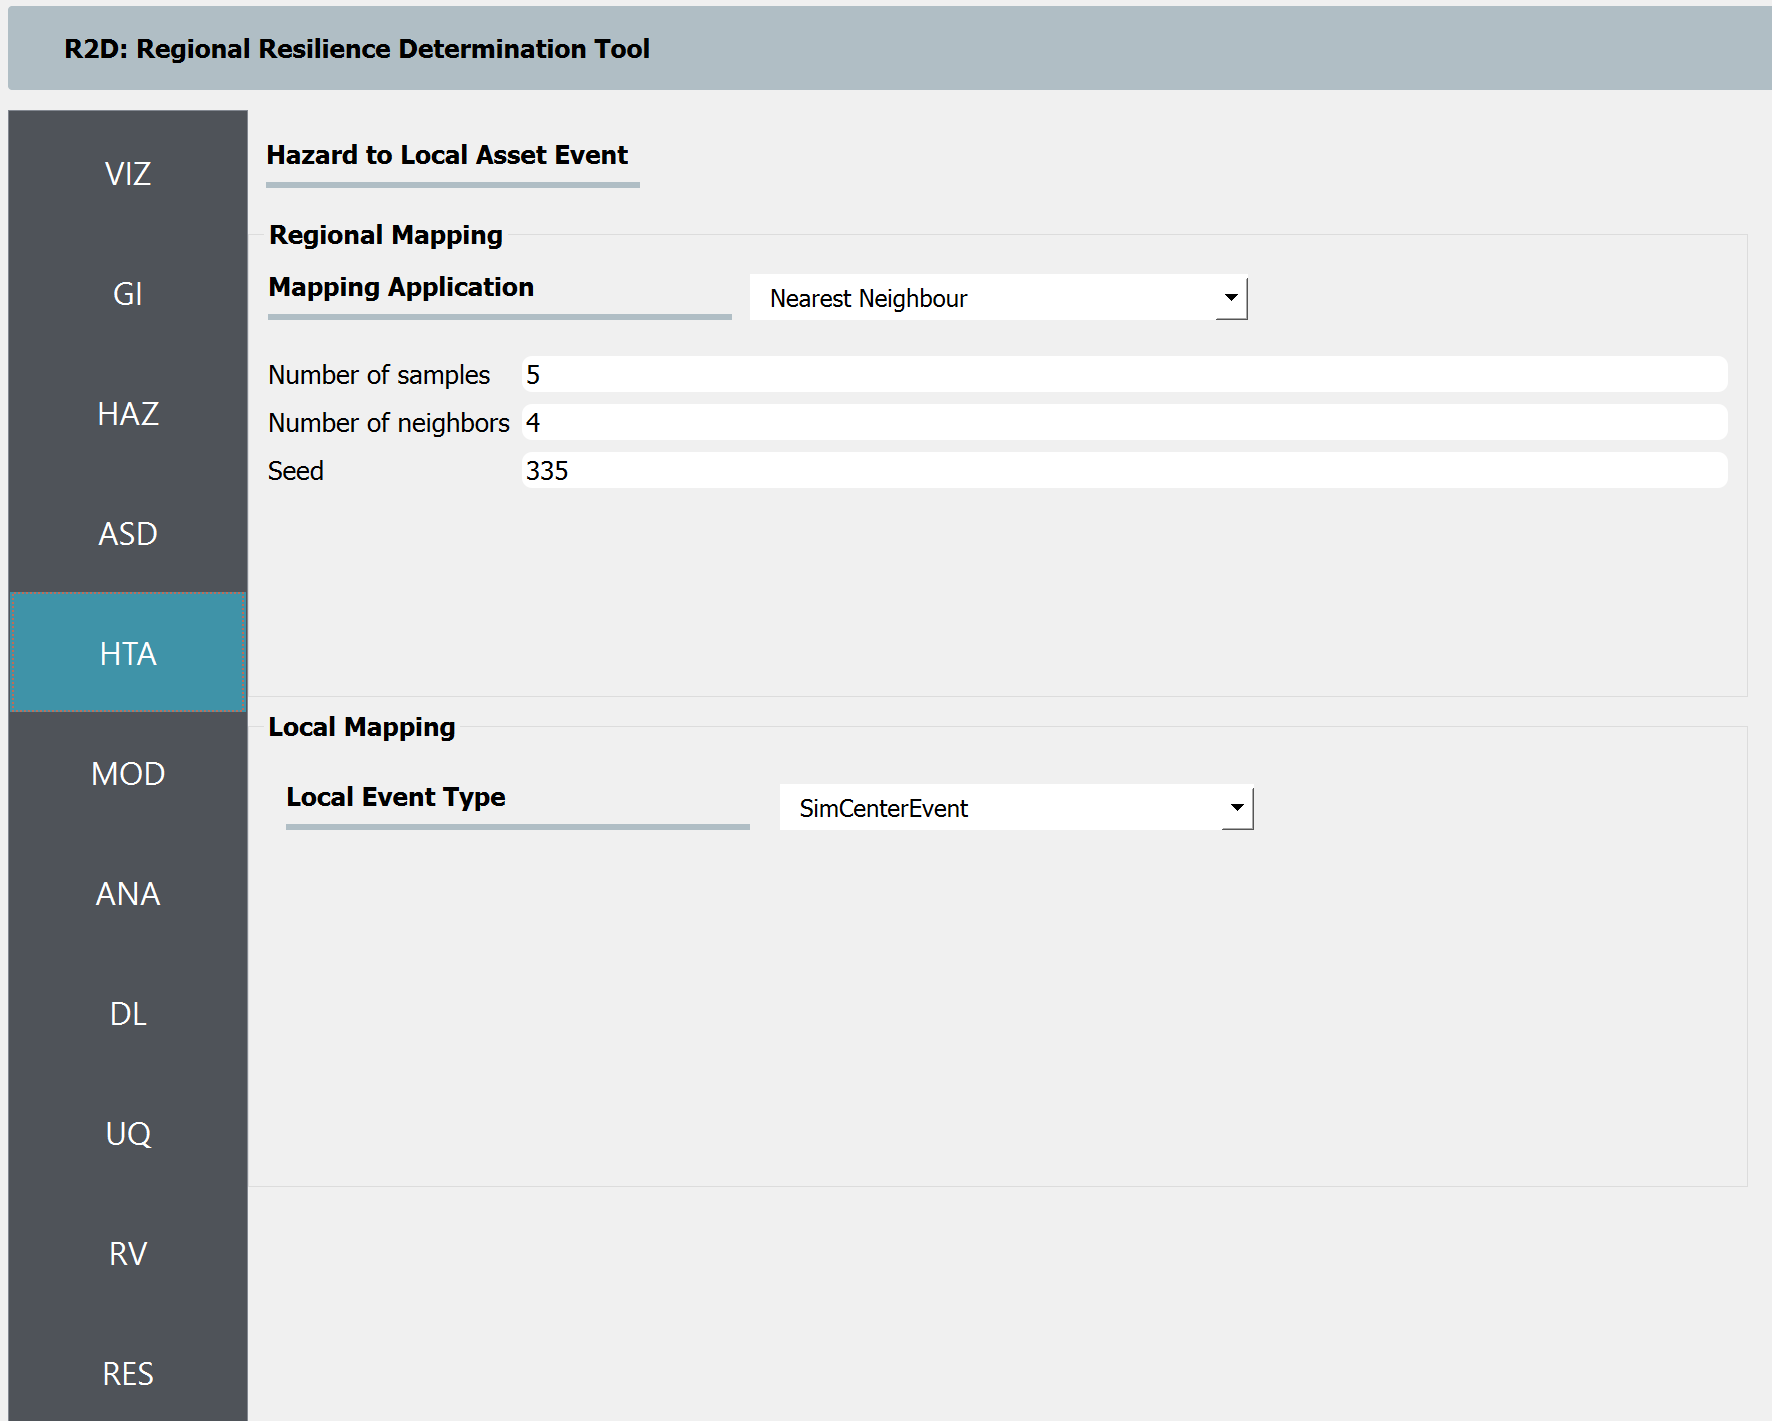 R2D: Regional Resilience Determination Tool
VIZ
GI
HAZ
ASD
HTA
MOD
ANA
DL
UQ
RV
RES
Hazard to Local Asset Event
Regional Mapping
Mapping Application Nearest Neighbour
Number of samples 5
Number of neighbors 4
Seed 335
Local Mapping
Local Event Type SimCenterEvent